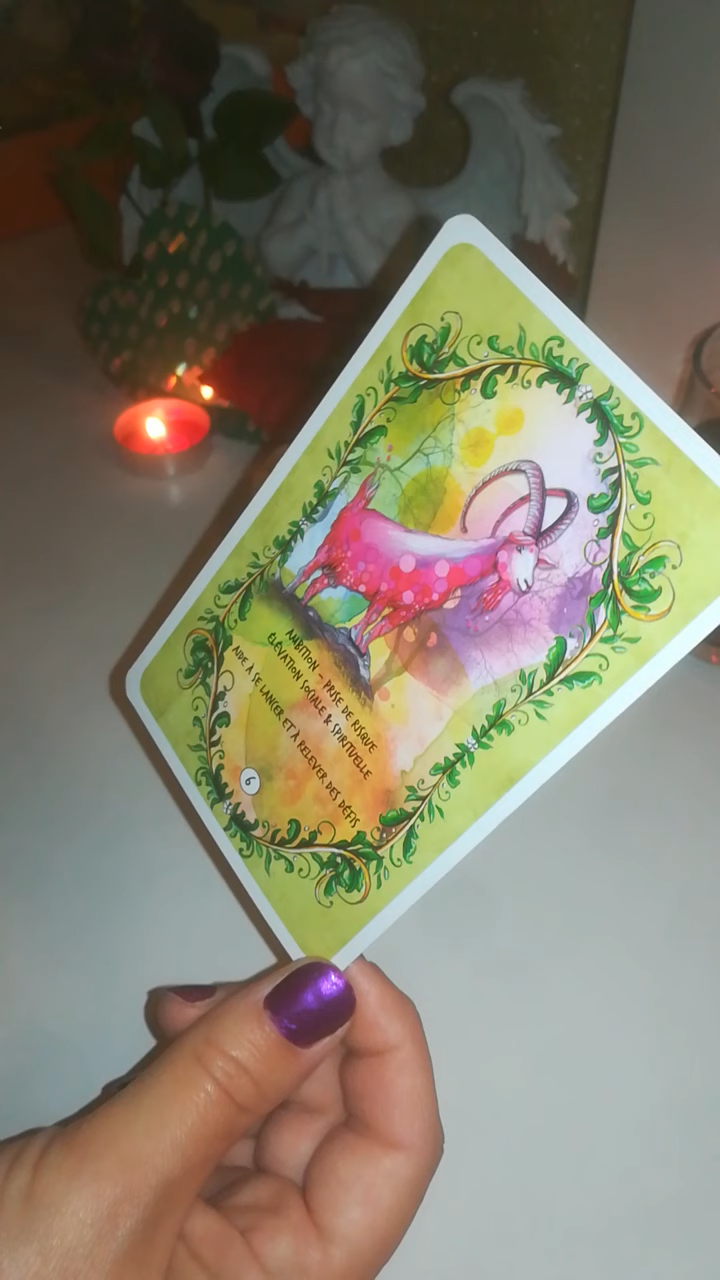 AMBITION - PRISE DE RISQUE
ÉLÉVATION SOCIALE & SPIRITUELLE
AIDE À SE LANCER ET À RELEVER DES DÉFIS
6